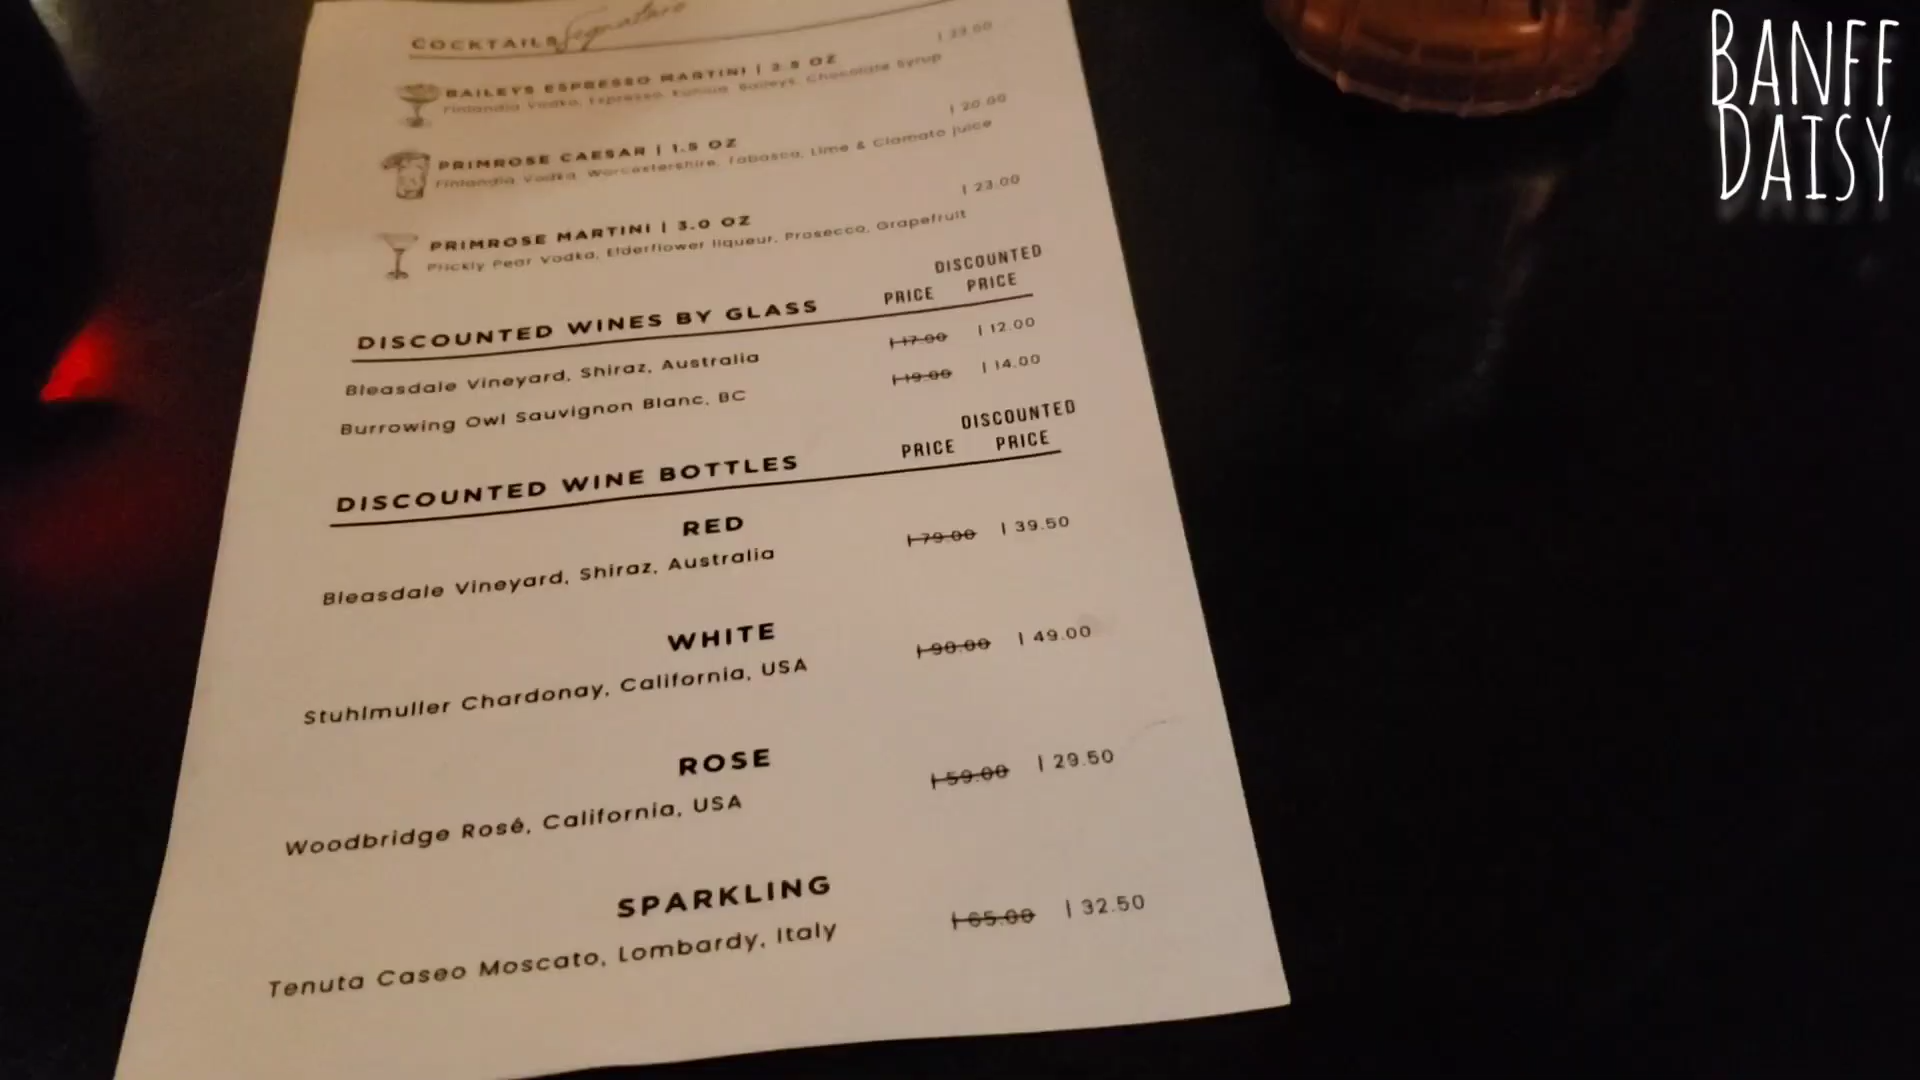 COCKTAILS Signature
BAILEYS ESPRESSO MARTINI | 2.5 OZ | 23.00
Finlandia Vodka, Espresso, Kahlua, Baileys, Chocolate Syrup
PRIMROSE CAESAR | 1.5 OZ | 20.00
Finlandia Vodka, Worcestershire, Tabasco, Lime & Clamato juice
PRIMROSE MARTINI | 3.0 OZ | 23.00
Prickly Pear Vodka, Elderflower liqueur, Prosecco, Grapefruit
DISCOUNTED
DISCOUNTED WINES BY GLASS PRICE PRICE
Bleasdale Vineyard, Shiraz, Australia | 17.00 | 12.00
Burrowing Owl Sauvignon Blanc, BC | 19.00 | 14.00
DISCOUNTED
DISCOUNTED WINE BOTTLES PRICE PRICE
RED
Bleasdale Vineyard, Shiraz, Australia | 79.00 | 39.50
WHITE
Stuhlmuller Chardonay, California, USA | 98.00 | 49.00
ROSE
Woodbridge Rosé, California, USA | 59.00 | 29.50
SPARKLING
Tenuta Caseo Moscato, Lombardy, Italy | 65.00 | 32.50
BANFF
DAISY